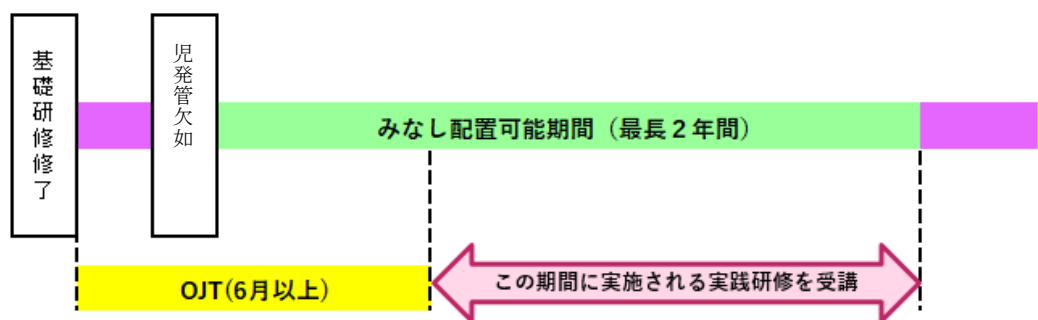 基礎研修修了
児発管欠如
みなし配置可能期間（最長２年間）
OJT(6月以上)
この期間に実施される実践研修を受講